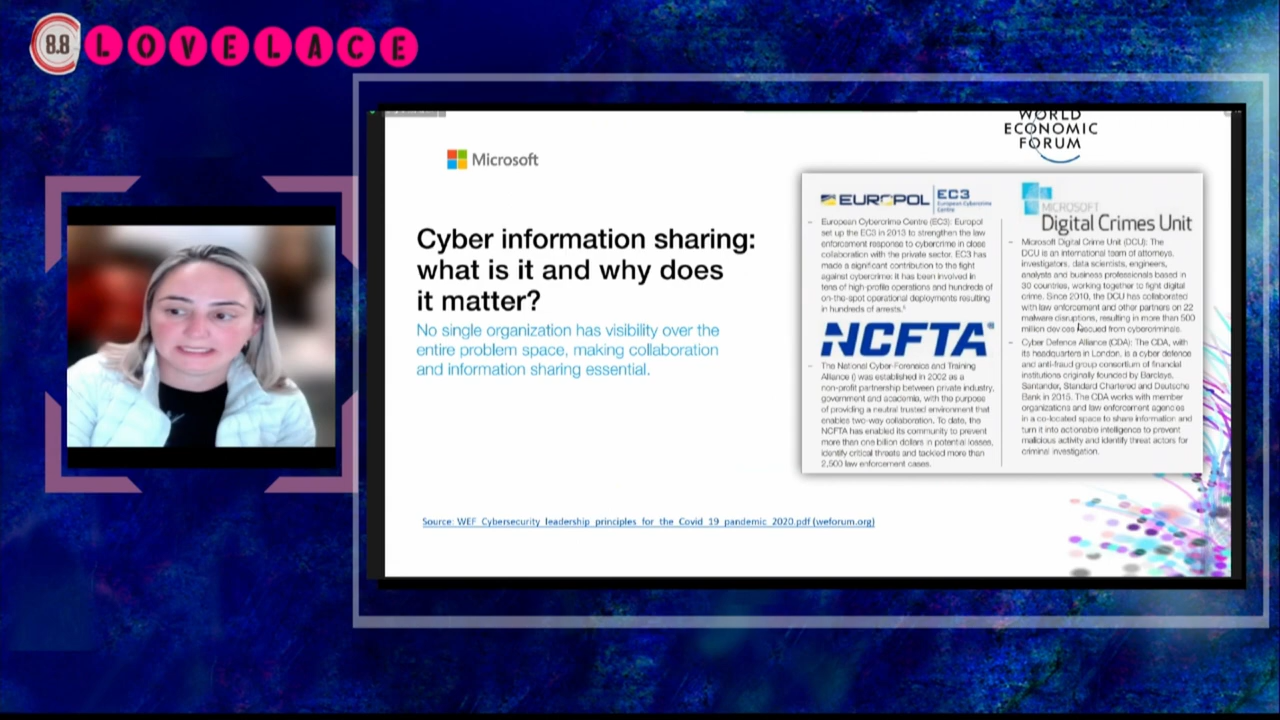 8.8 LOVELACE
WORLD
ECONOMIC
FORUM
Microsoft
Cyber information sharing:
what is it and why does
it matter?
No single organization has visibility over the
entire problem space, making collaboration
and information sharing essential.
EUROPOL EC3
European Cybercrime
Centre
– European Cybercrime Centre (EC3): Europol
set up the EC3 in 2013 to strengthen the law
enforcement response to cybercrime in close
collaboration with the private sector. EC3 has
made a significant contribution to the fight
against cybercrime: it has been involved in
tens of high-profile operations and hundreds of
on-the-spot operational deployments resulting
in hundreds of arrests.
NCFTA®
– The National Cyber-Forensics and Training
Alliance () was established in 2002 as a
non-profit partnership between private industry,
government and academia, with the purpose
of providing a neutral trusted environment that
enables two-way collaboration. To date, the
NCFTA has enabled its community to prevent
more than one billion dollars in potential losses,
identify critical threats and tackled more than
2,500 law enforcement cases.
MICROSOFT
Digital Crimes Unit
– Microsoft Digital Crime Unit (DCU): The
DCU is an international team of attorneys,
investigators, data scientists, engineers,
analysts and business professionals based in
30 countries, working together to fight digital
crime. Since 2010, the DCU has collaborated
with law enforcement and other partners on 22
malware disruptions, resulting in more than 500
million devices rescued from cybercriminals.
– Cyber Defence Alliance (CDA): The CDA, with
its headquarters in London, is a cyber defence
and anti-fraud group consortium of financial
institutions originally founded by Barclays,
Santander, Standard Chartered and Deutsche
Bank in 2015. The CDA works with member
organizations and law enforcement agencies
in a co-located space to share information and
turn it into actionable intelligence to prevent
malicious activity and identify threat actors for
criminal investigation.
Source: WEF_Cybersecurity_leadership_principles_for_the_Covid_19_pandemic_2020.pdf (weforum.org)